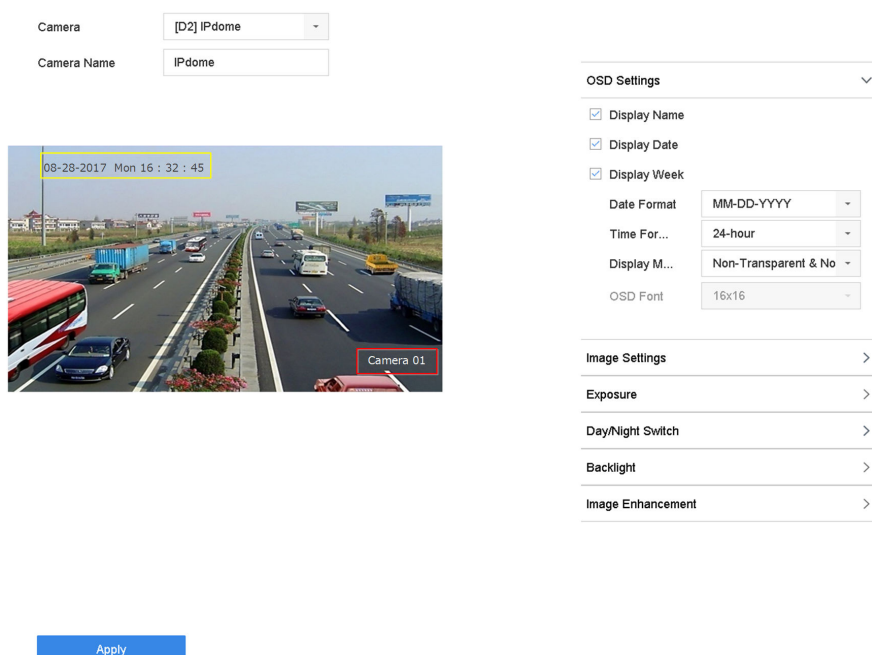 Camera
[D2] IPdome
Camera Name
IPdome
OSD Settings
Display Name
Display Date
Display Week
Date Format
MM-DD-YYYY
Time For...
24-hour
Display M...
Non-Transparent & No
OSD Font
16x16
08-28-2017 Mon 16 : 32 : 45
Camera 01
Image Settings
Exposure
Day/Night Switch
Backlight
Image Enhancement
Apply